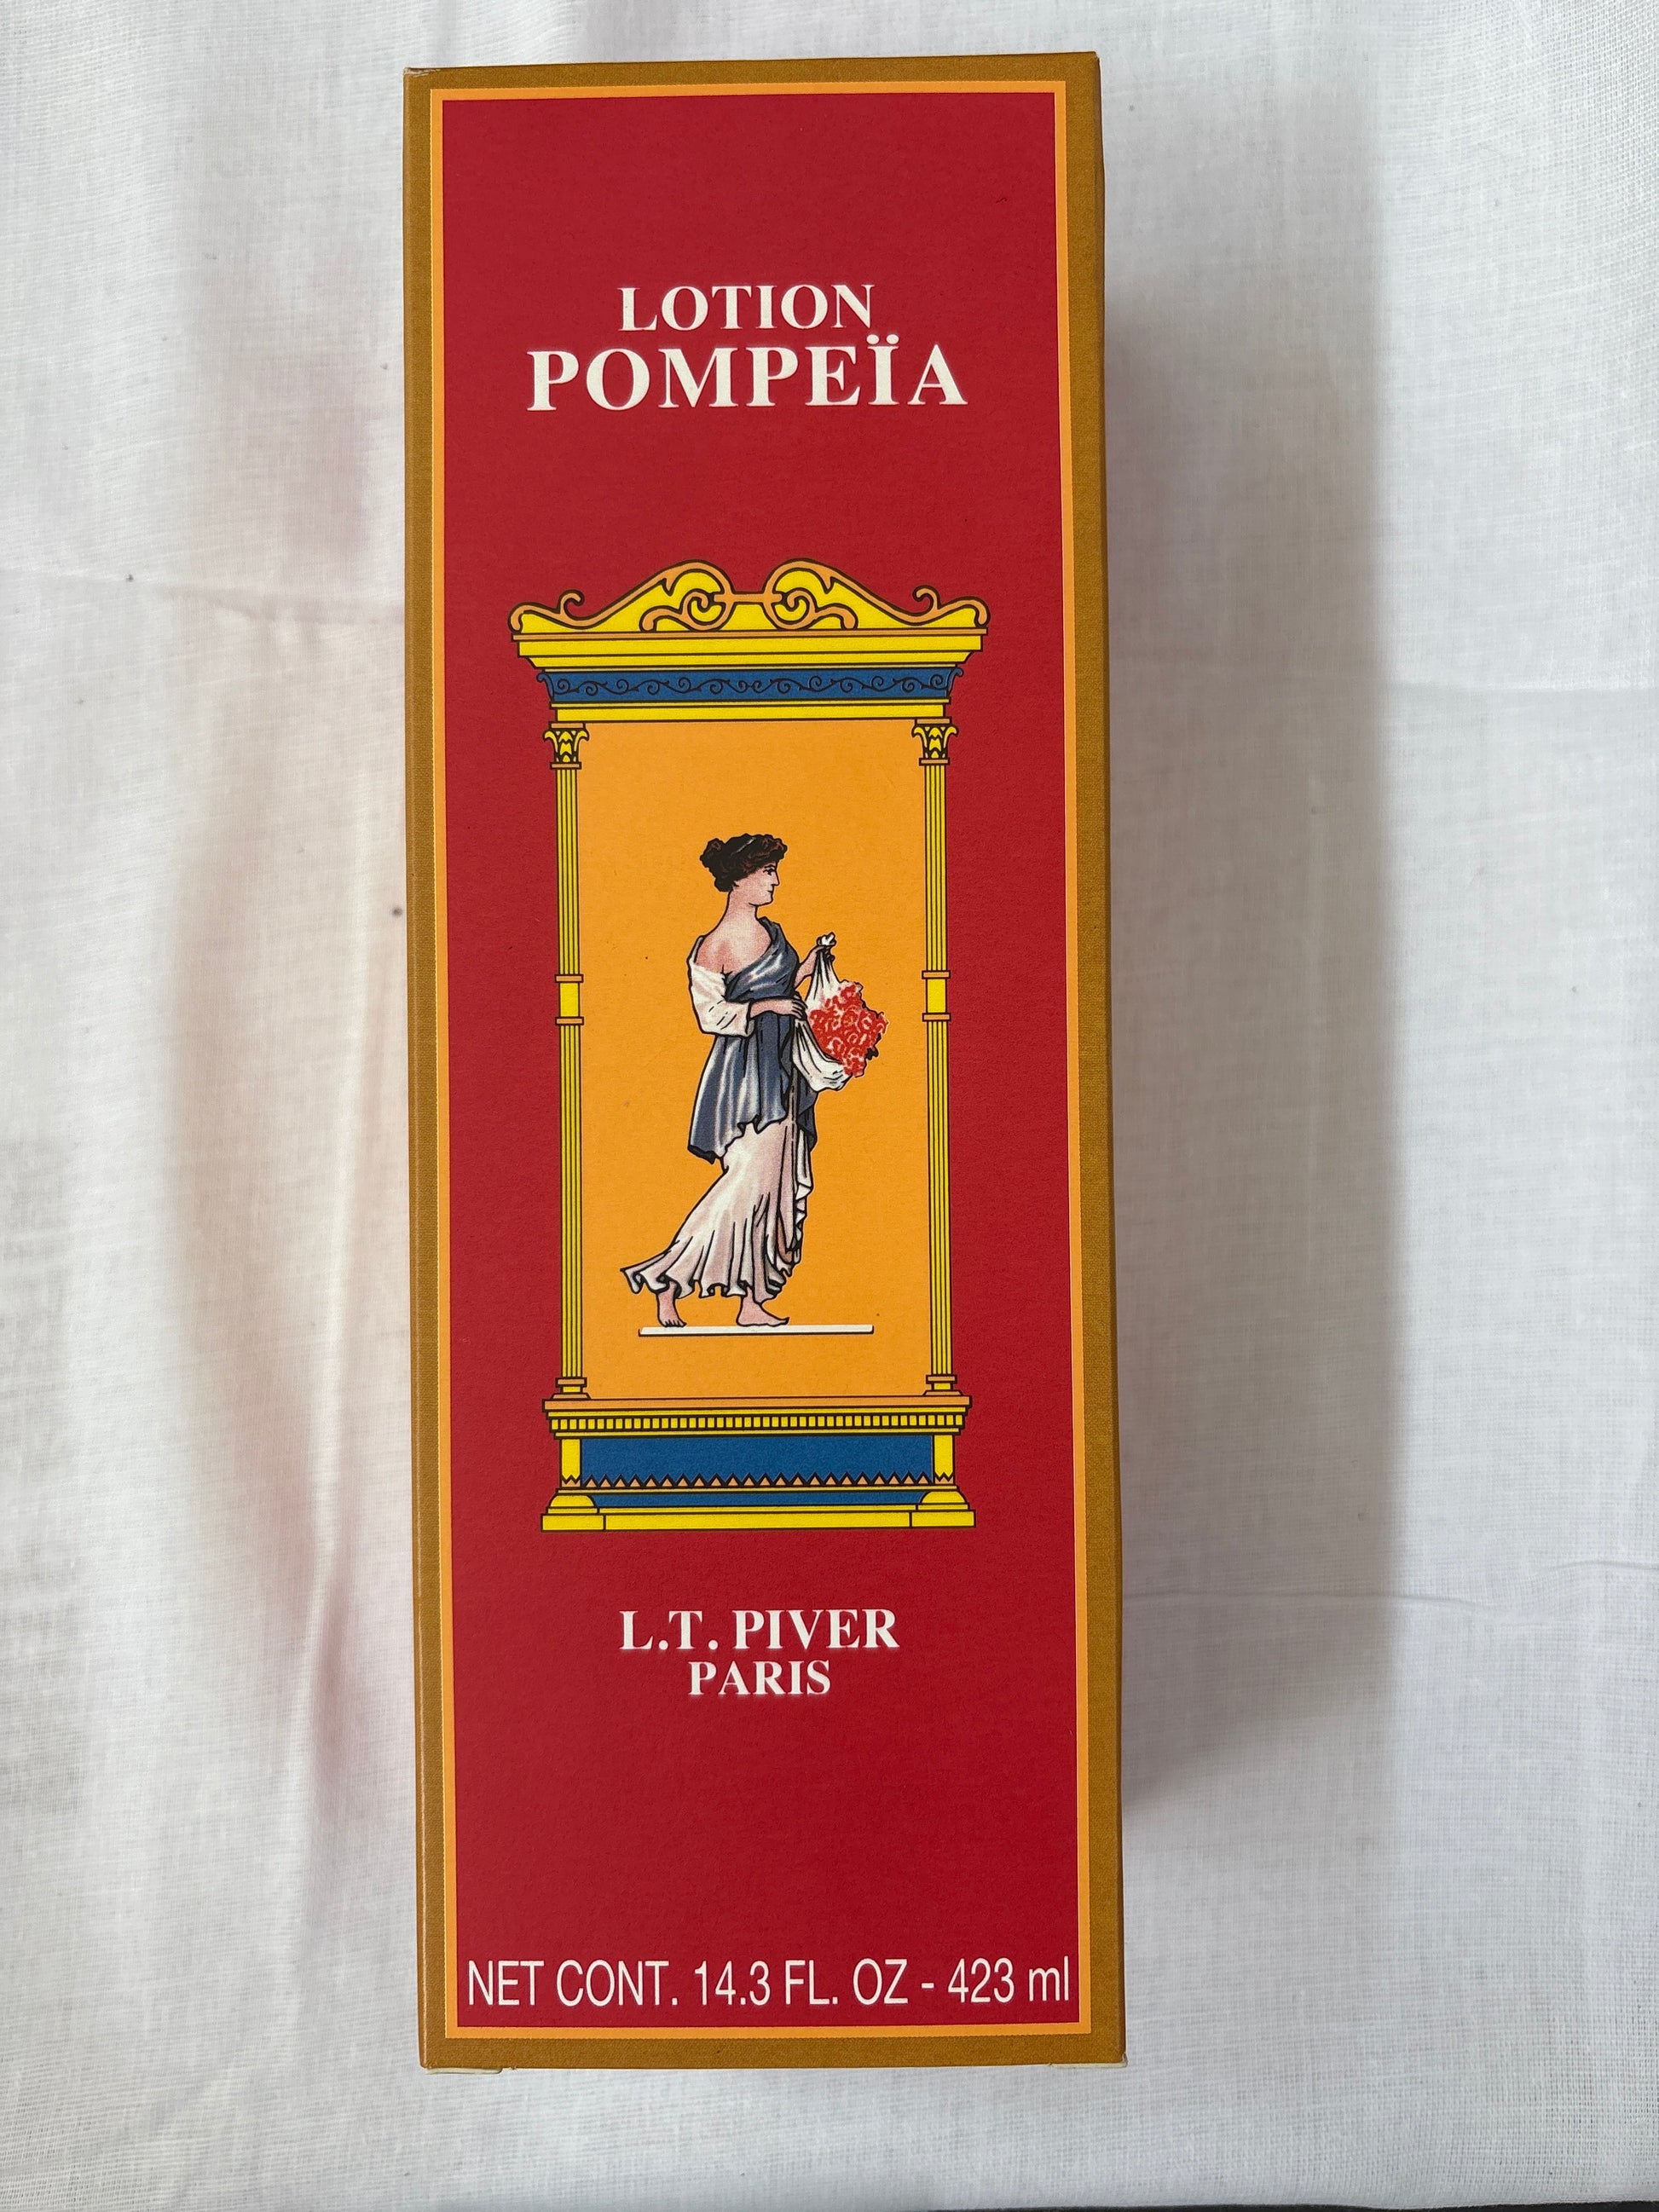 LOTION
POMPEÏA
L.T. PIVER
PARIS
NET CONT. 14.3 FL. OZ - 423 ml